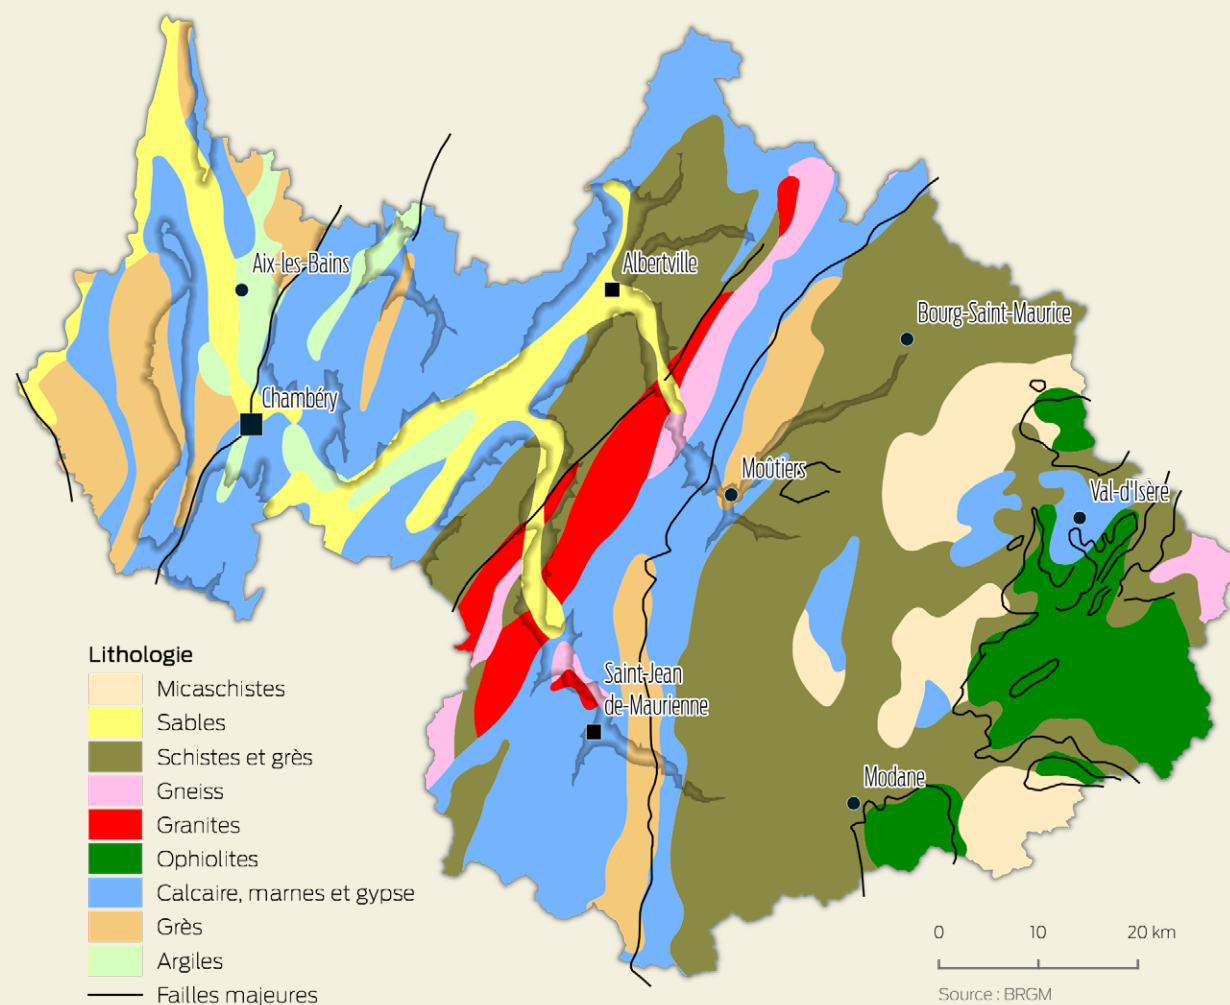 Aix-les-Bains
Albertville
Bourg-Saint-Maurice
Chambéry
Moûtiers
Val-d'Isère
Saint-Jean
de-Maurienne
Modane
Lithologie
Micaschistes
Sables
Schistes et grès
Gneiss
Granites
Ophiolites
Calcaire, marnes et gypse
Grès
Argiles
Failles majeures
0 10 20 km
Source : BRGM